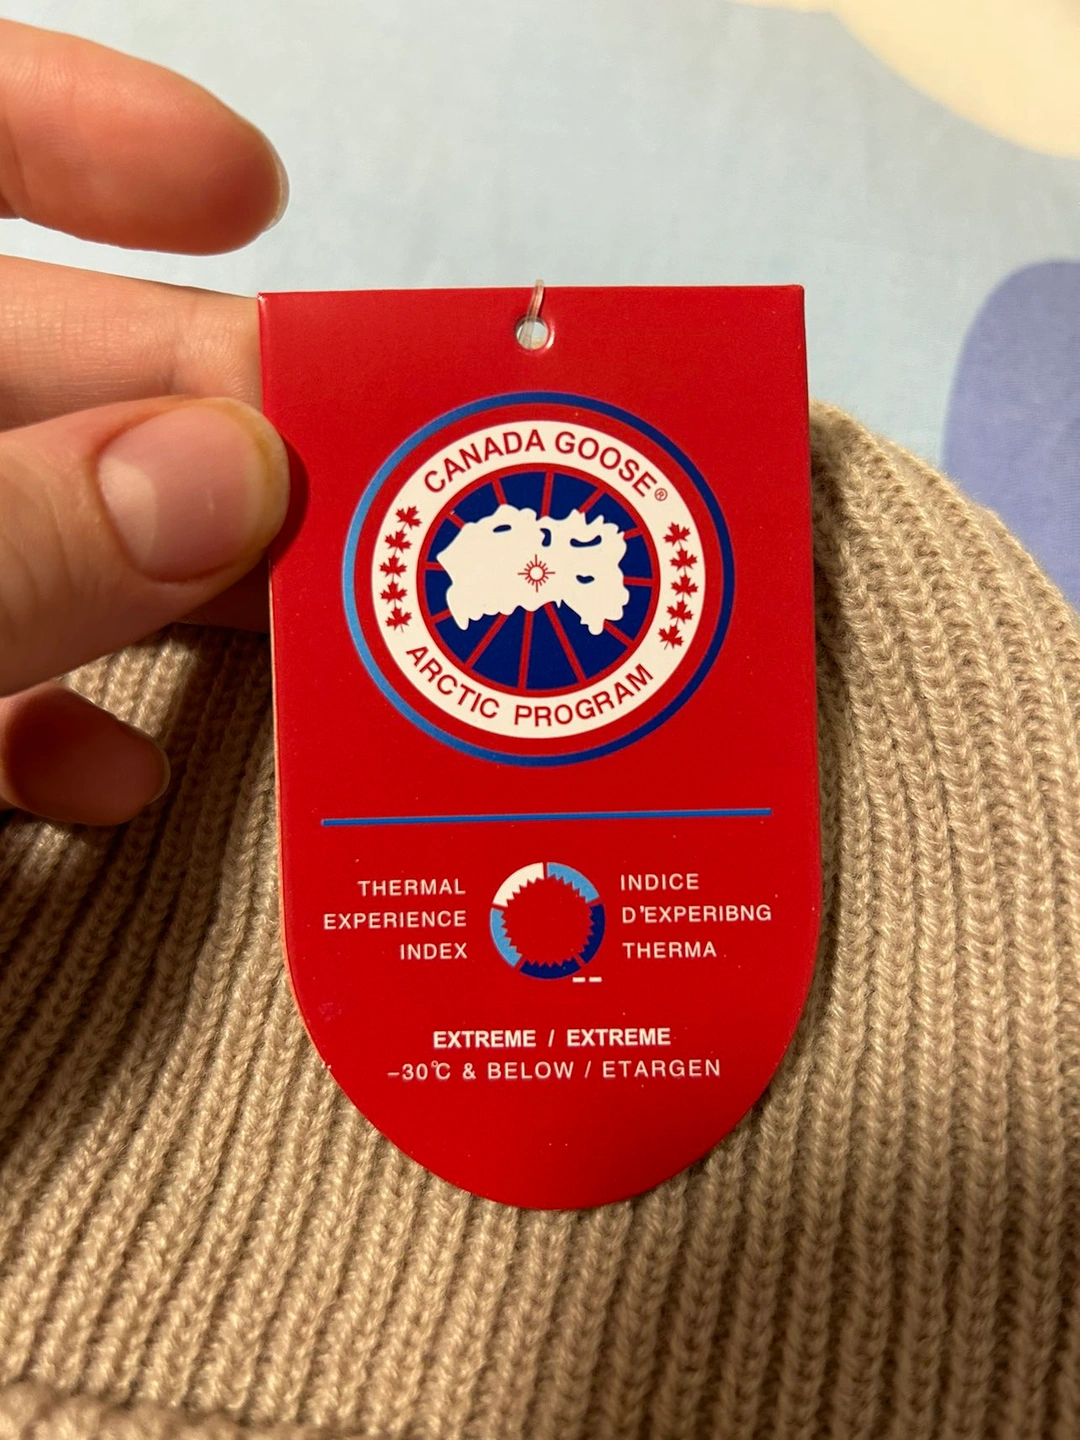 CANADA GOOSE®
ARCTIC PROGRAM
THERMAL
EXPERIENCE
INDEX
INDICE
D'EXPERIBNG
THERMA
EXTREME / EXTREME
-30℃ & BELOW / ETARGEN